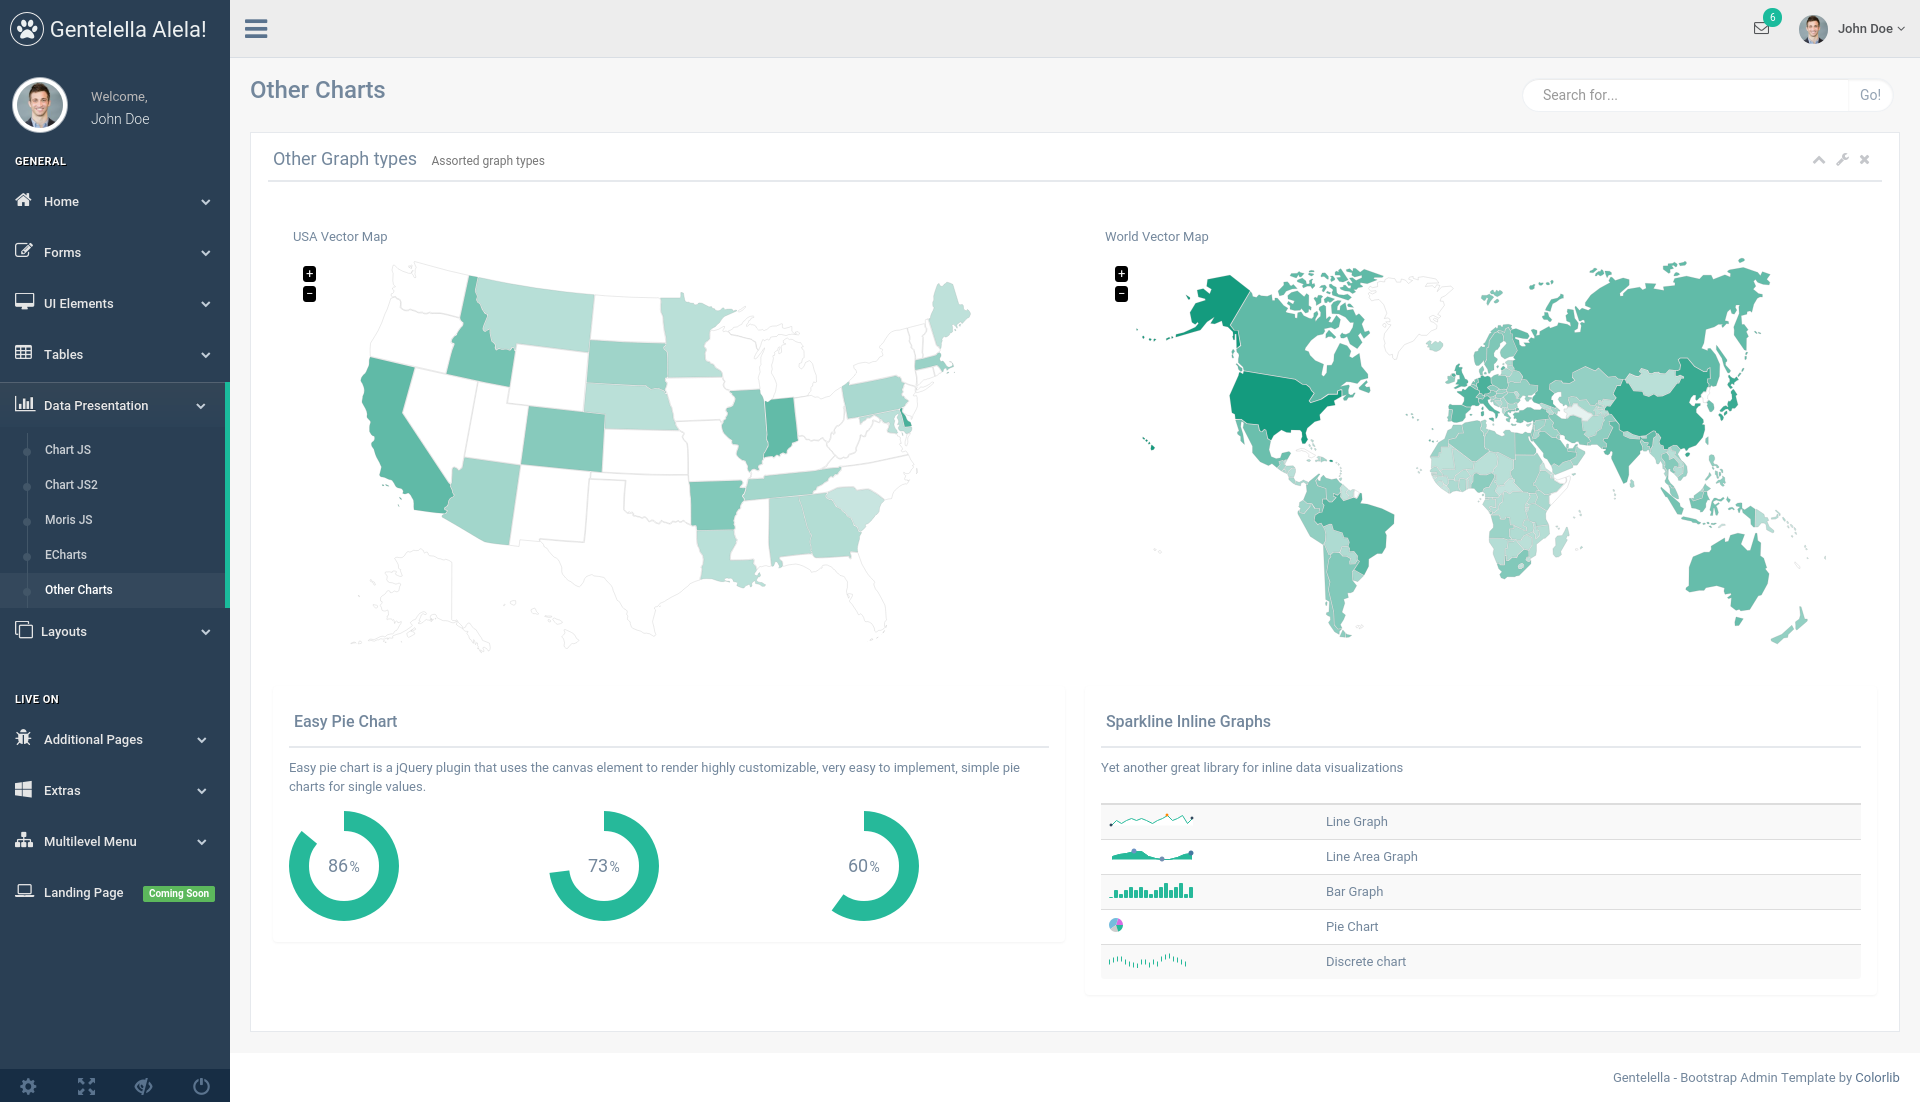 Gentelella Alela!
Welcome,
John Doe
GENERAL
Home
Forms
UI Elements
Tables
Data Presentation
Chart JS
Chart JS2
Moris JS
ECharts
Other Charts
Layouts
LIVE ON
Additional Pages
Extras
Multilevel Menu
Landing Page Coming Soon
6
John Doe
Other Charts
Search for... Go!
Other Graph types Assorted graph types
USA Vector Map
+
−
World Vector Map
+
−
Easy Pie Chart
Easy pie chart is a jQuery plugin that uses the canvas element to render highly customizable, very easy to implement, simple pie
charts for single values.
86% 73% 60%
Sparkline Inline Graphs
Yet another great library for inline data visualizations
Line Graph
Line Area Graph
Bar Graph
Pie Chart
Discrete chart
Gentelella - Bootstrap Admin Template by Colorlib